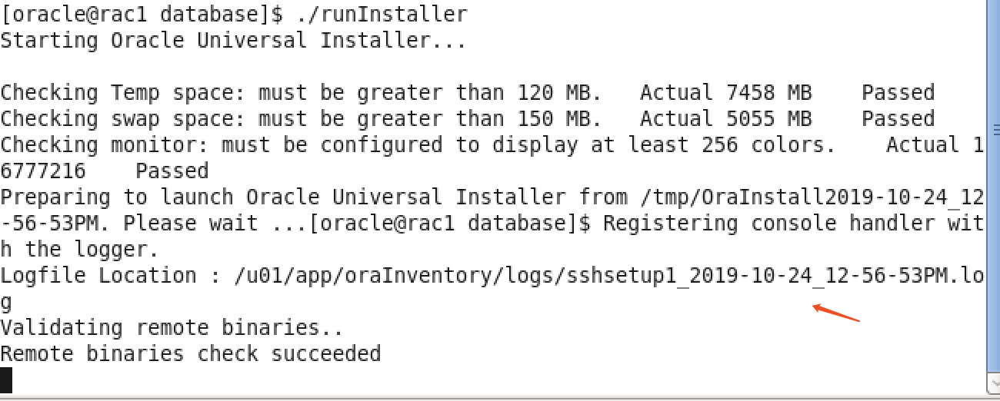 [oracle@rac1 database]$ ./runInstaller
Starting Oracle Universal Installer...
Checking Temp space: must be greater than 120 MB.   Actual 7458 MB    Passed
Checking swap space: must be greater than 150 MB.   Actual 5055 MB    Passed
Checking monitor: must be configured to display at least 256 colors.    Actual 1
6777216    Passed
Preparing to launch Oracle Universal Installer from /tmp/OraInstall2019-10-24_12
-56-53PM. Please wait ...[oracle@rac1 database]$ Registering console handler wit
h the logger.
Logfile Location : /u01/app/oraInventory/logs/sshsetup1_2019-10-24_12-56-53PM.lo
g
Validating remote binaries..
Remote binaries check succeeded